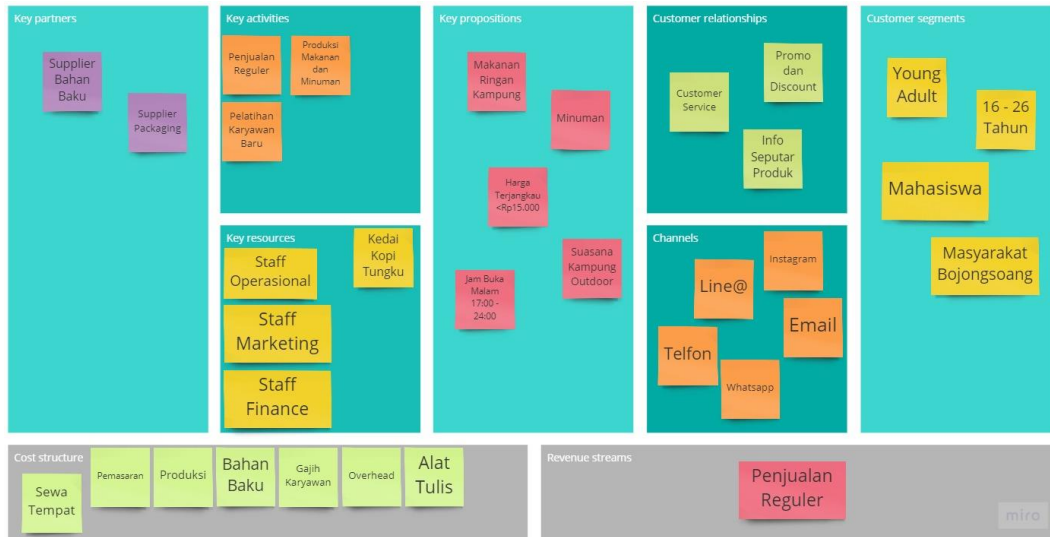 Key partners
Supplier
Bahan
Baku
Supplier
Packaging
Key activities
Penjualan
Reguler
Produksi
Makanan
dan
Minuman
Pelatihan
Karyawan
Baru
Key resources
Kedai
Kopi
Tungku
Staff
Operasional
Staff
Marketing
Staff
Finance
Key propositions
Makanan
Ringan
Kampung
Minuman
Harga
Terjangkau
<Rp15.000
Suasana
Kampung
Outdoor
Jam Buka
Malam
17:00 -
24:00
Customer relationships
Promo
dan
Discount
Customer
Service
Info
Seputar
Produk
Channels
Instagram
Line@
Email
Telfon
Whatsapp
Customer segments
Young
Adult
16 - 26
Tahun
Mahasiswa
Masyarakat
Bojongsoang
Cost structure
Sewa
Tempat
Pemasaran
Produksi
Bahan
Baku
Gajih
Karyawan
Overhead
Alat
Tulis
Revenue streams
Penjualan
Reguler
miro